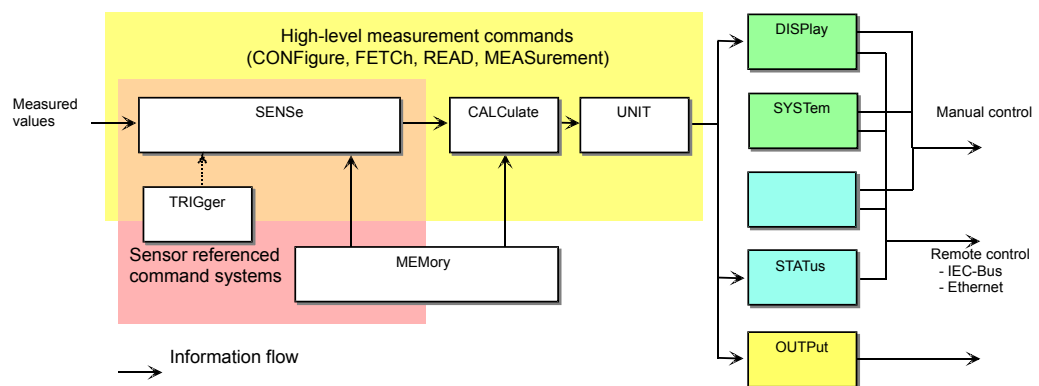 High-level measurement commands
(CONFigure, FETCh, READ, MEASurement)
Measured
values
SENSe
CALCulate
UNIT
TRIGger
Sensor referenced
command systems
MEMory
Information flow
DISPlay
SYSTem
STATus
OUTPut
Manual control
Remote control
- IEC-Bus
- Ethernet